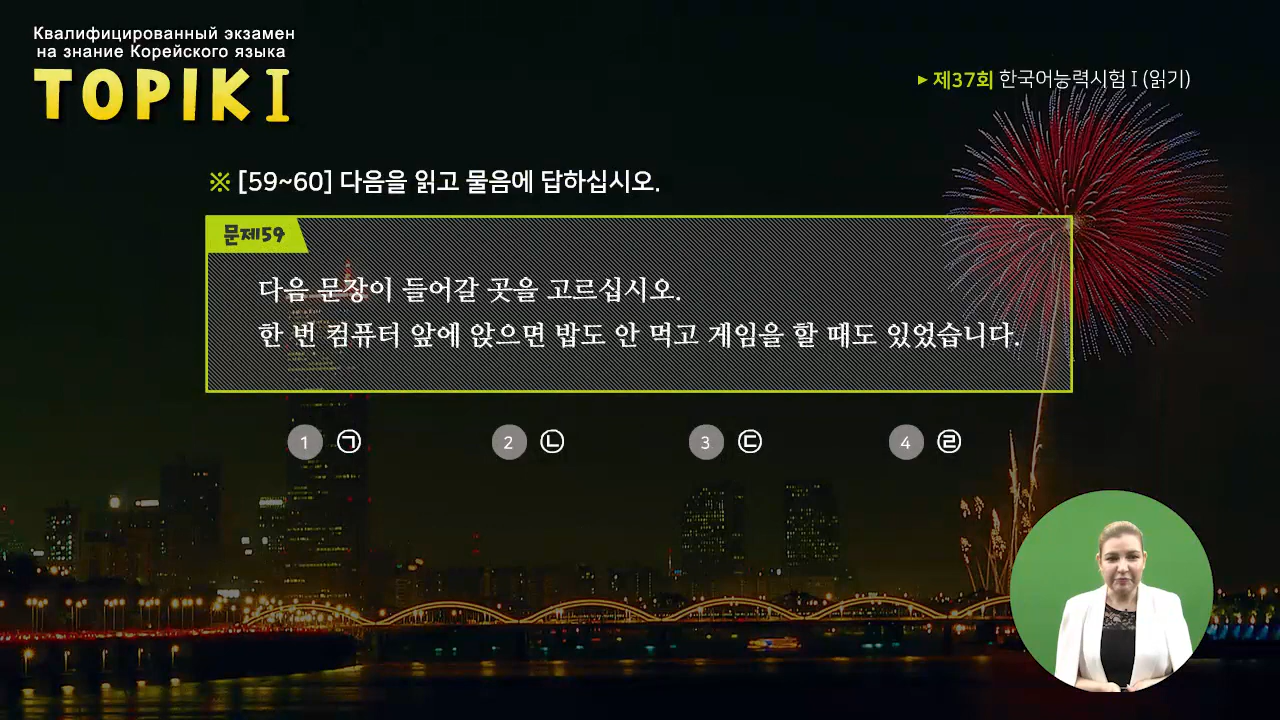 Квалифицированный экзамен
на знание Корейского языка
TOPIK I
▶ 제37회 한국어능력시험 I (읽기)
※ [59~60] 다음을 읽고 물음에 답하십시오.
문제59
다음 문장이 들어갈 곳을 고르십시오.
한 번 컴퓨터 앞에 앉으면 밥도 안 먹고 게임을 할 때도 있었습니다.
1 ㉠ 2 ㉡ 3 ㉢ 4 ㉣